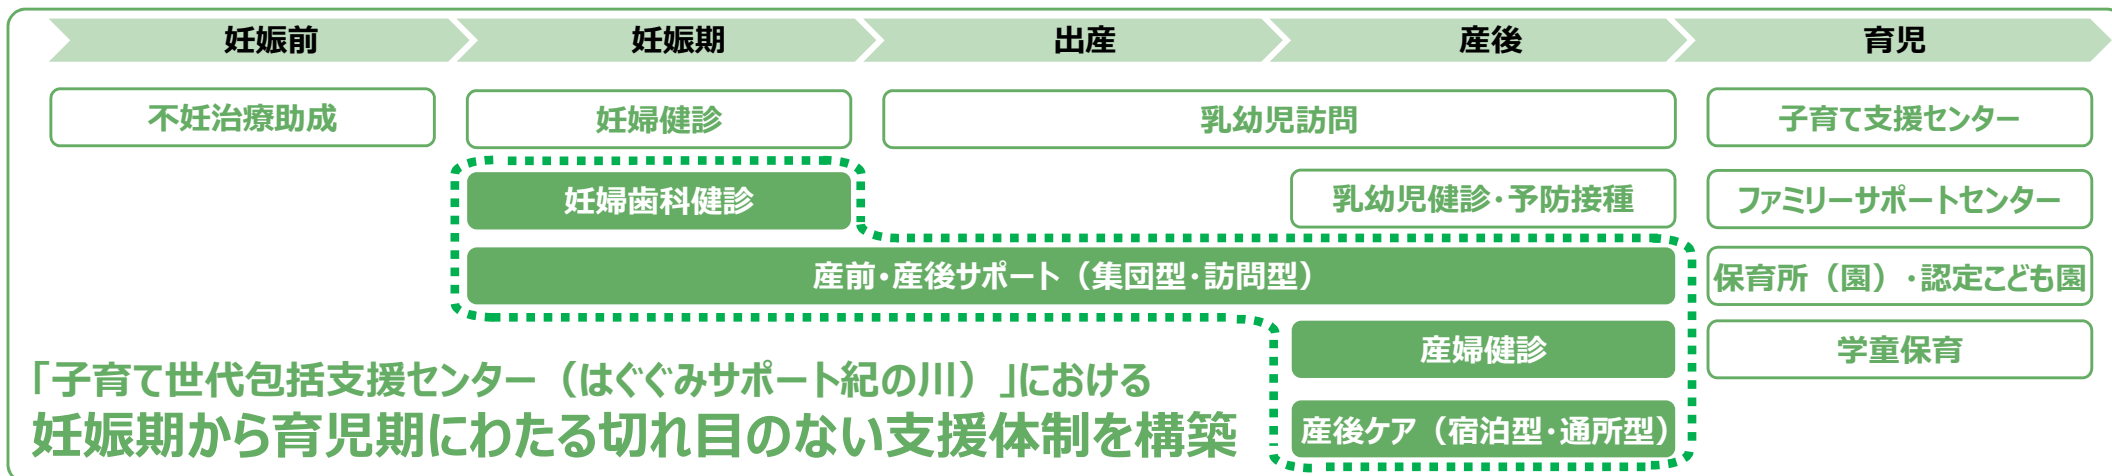 妊娠前
妊娠期
出産
産後
育児
不妊治療助成
妊婦健診
乳幼児訪問
子育て支援センター
妊婦歯科健診
乳幼児健診・予防接種
ファミリーサポートセンター
産前・産後サポート（集団型・訪問型）
保育所（園）・認定こども園
産婦健診
学童保育
「子育て世代包括支援センター（はぐぐみサポート紀の川）」における
妊娠期から育児期にわたる切れ目のない支援体制を構築
産後ケア（宿泊型・通所型）